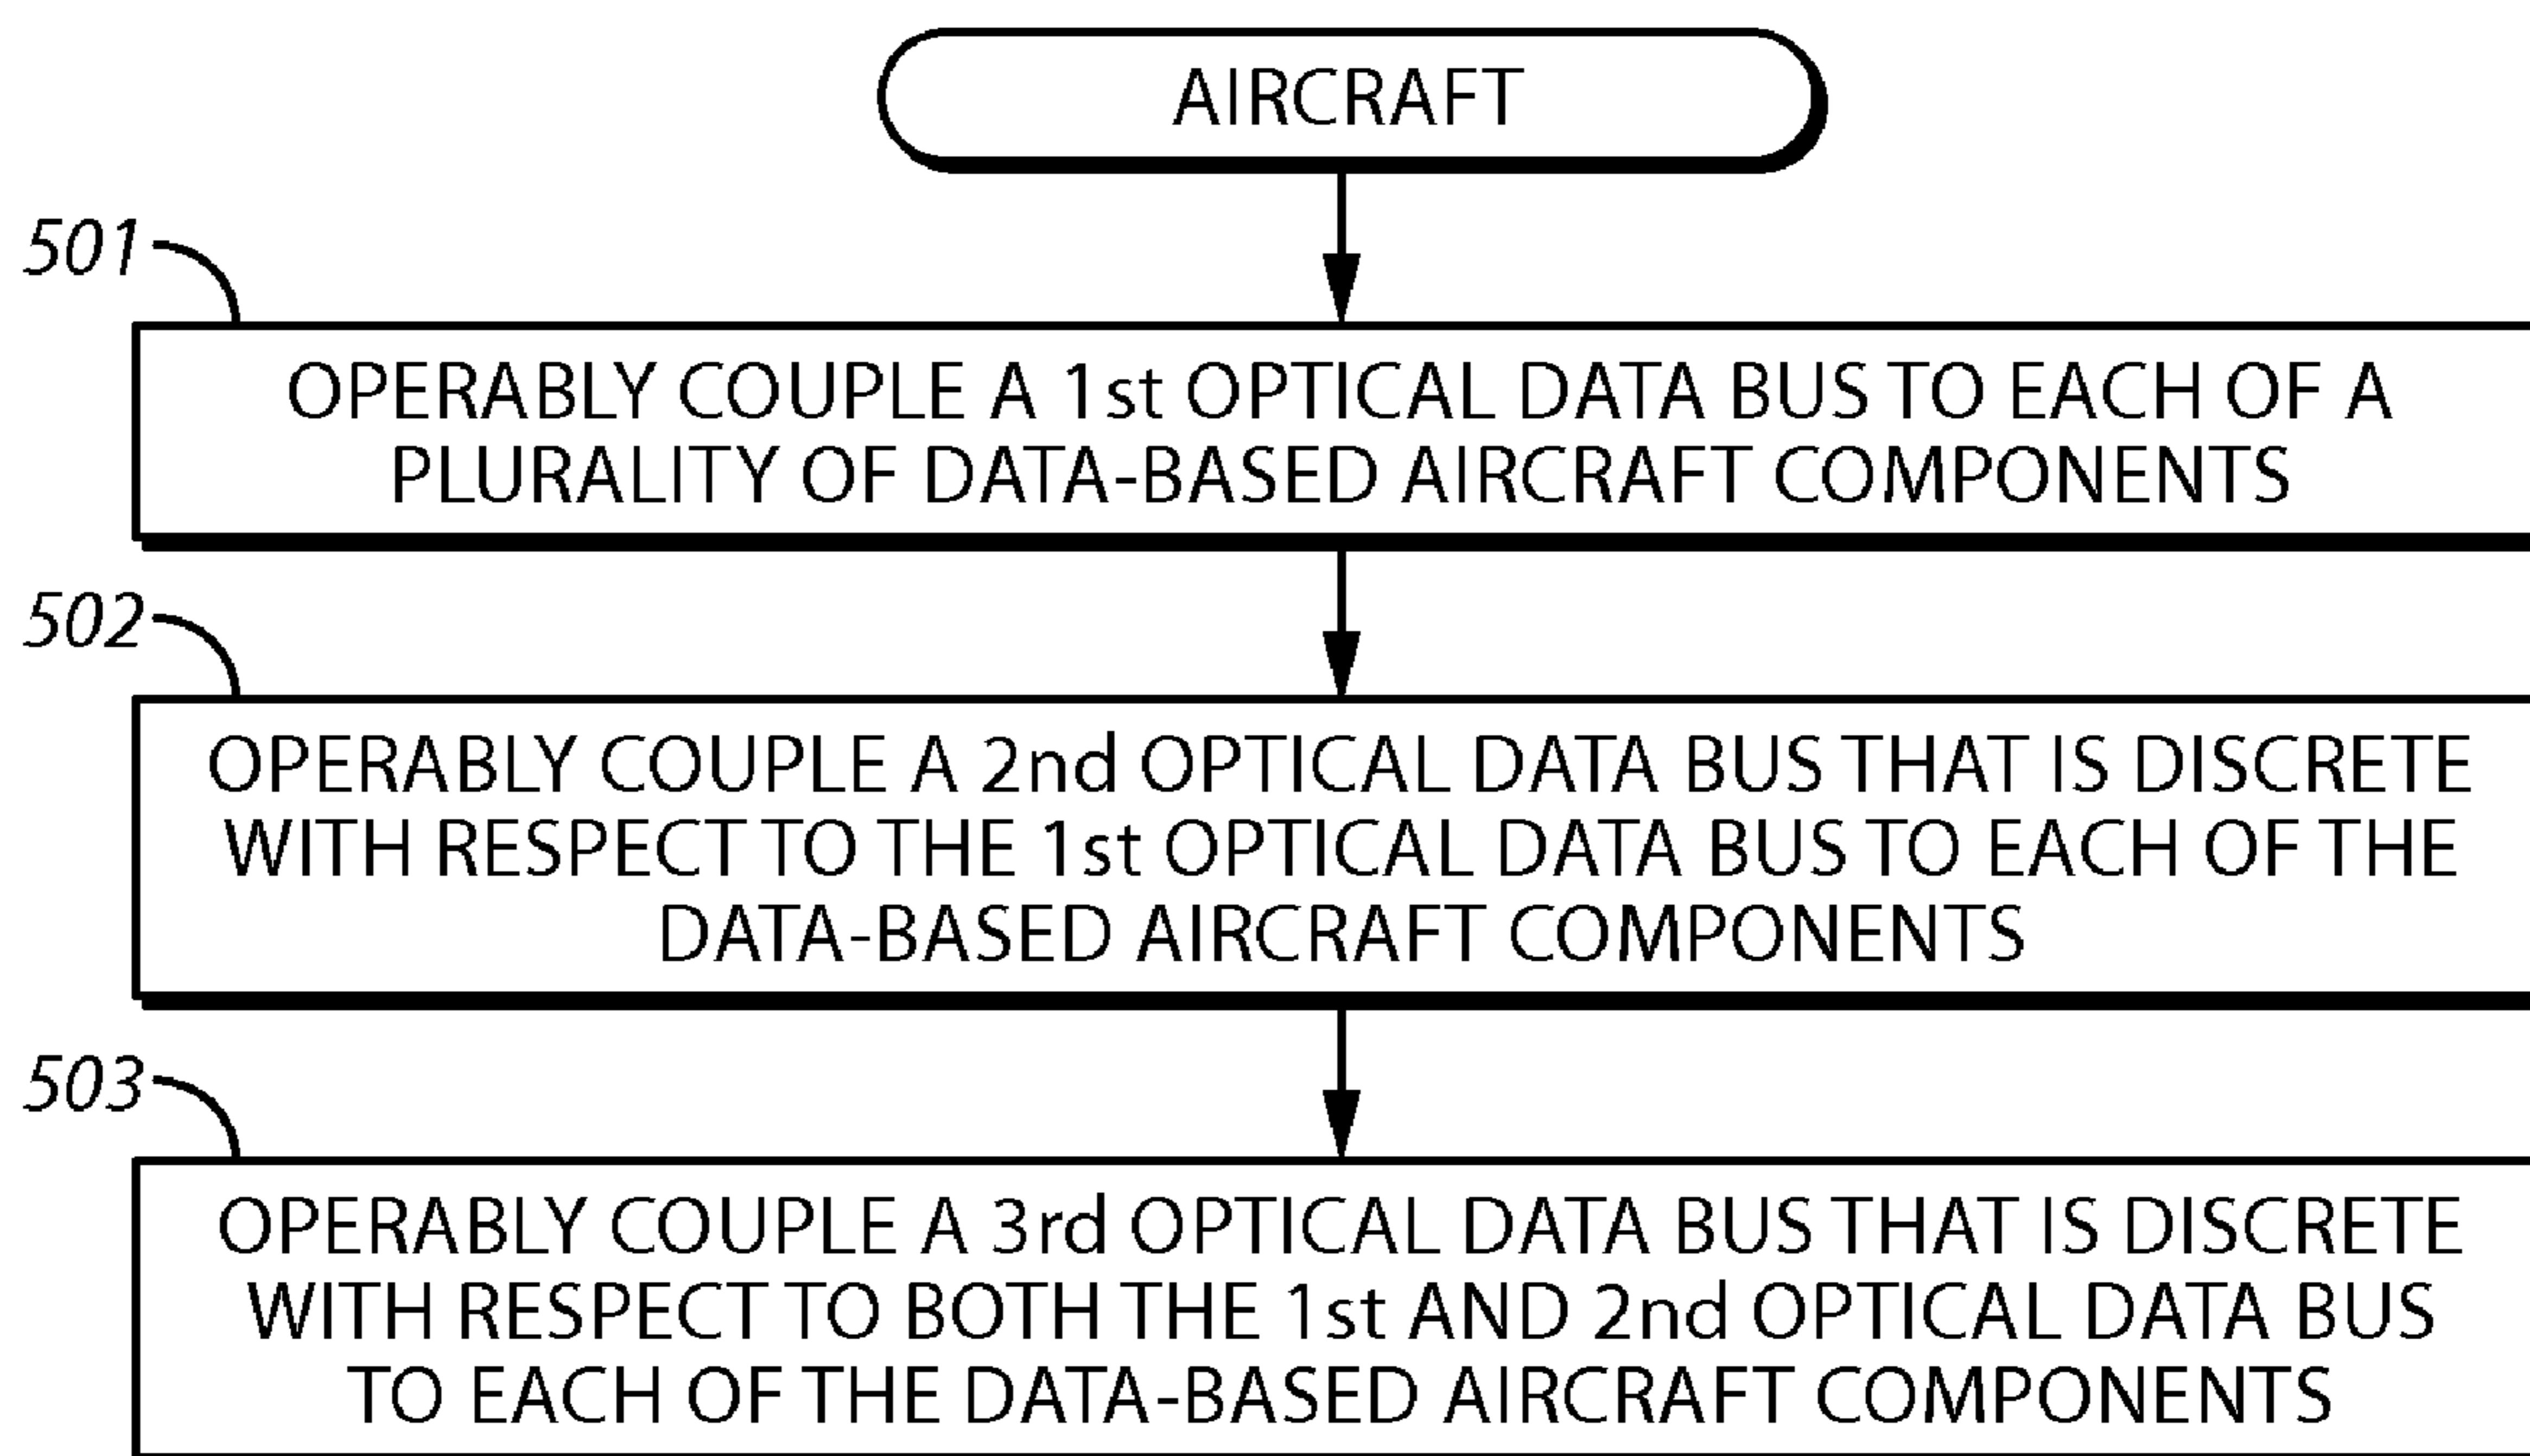 AIRCRAFT
501
OPERABLY COUPLE A 1st OPTICAL DATA BUS TO EACH OF A
PLURALITY OF DATA-BASED AIRCRAFT COMPONENTS
502
OPERABLY COUPLE A 2nd OPTICAL DATA BUS THAT IS DISCRETE
WITH RESPECT TO THE 1st OPTICAL DATA BUS TO EACH OF THE
DATA-BASED AIRCRAFT COMPONENTS
503
OPERABLY COUPLE A 3rd OPTICAL DATA BUS THAT IS DISCRETE
WITH RESPECT TO BOTH THE 1st AND 2nd OPTICAL DATA BUS
TO EACH OF THE DATA-BASED AIRCRAFT COMPONENTS